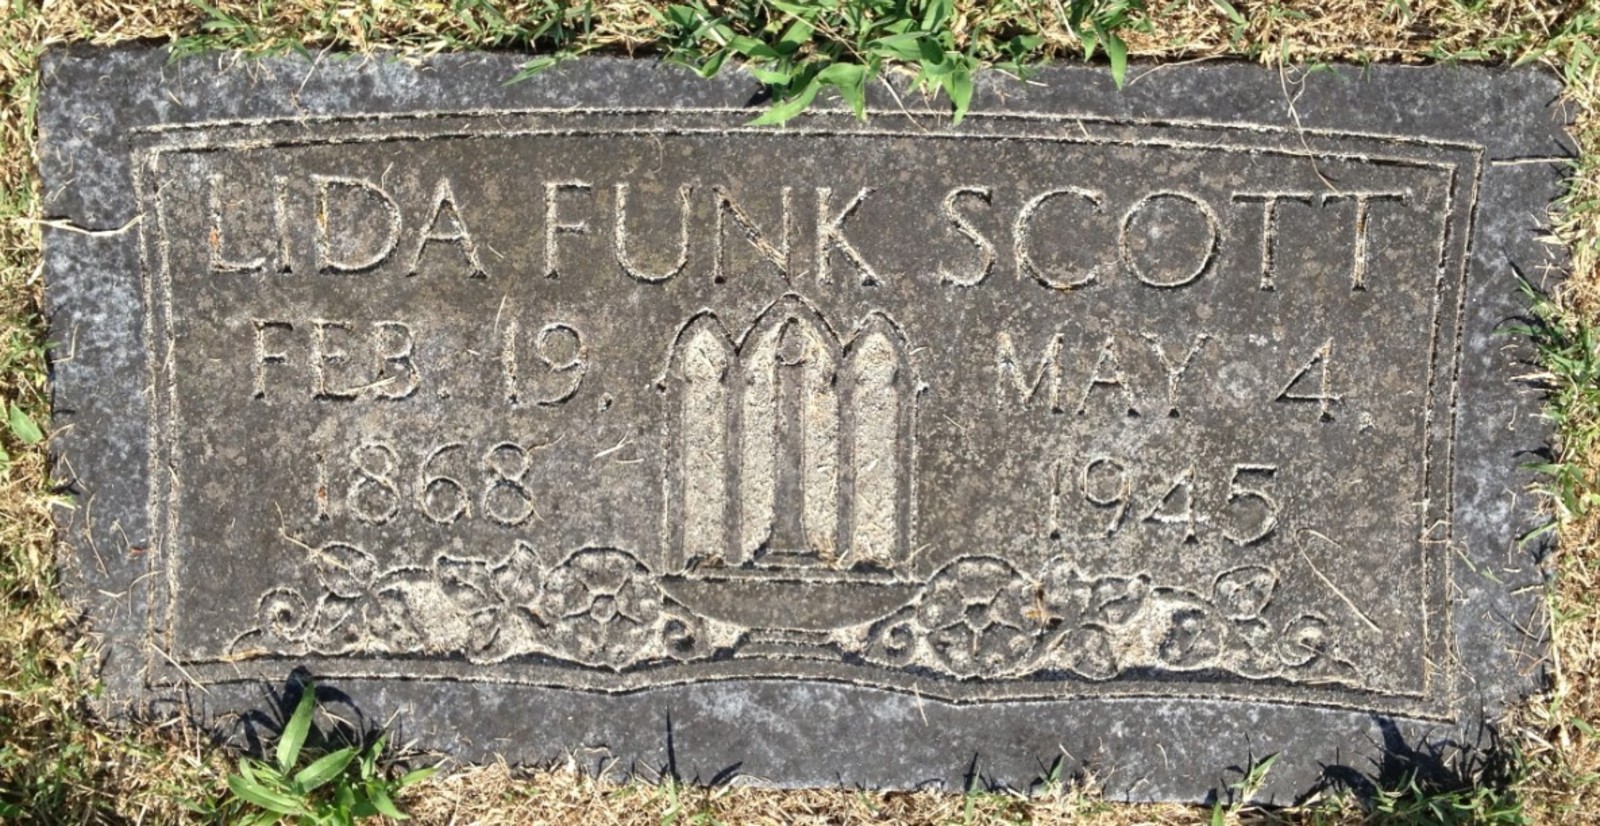 LIDA FUNK SCOTT
FEB. 19,
1868
MAY 4,
1945